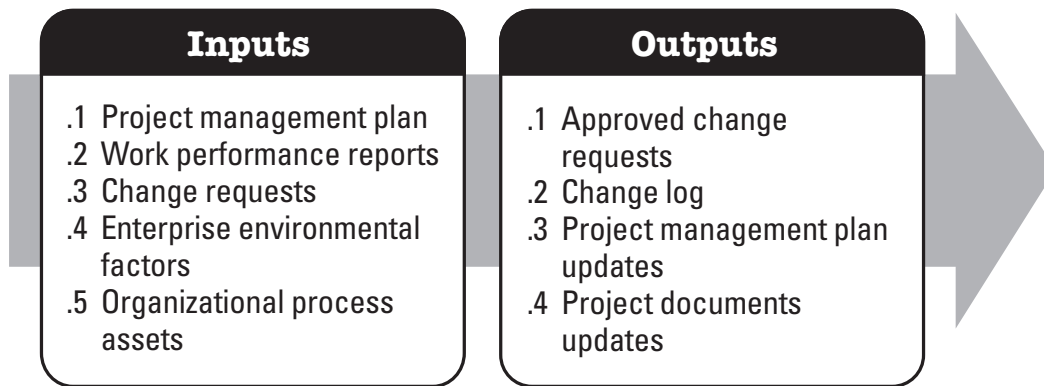 Inputs
.1 Project management plan
.2 Work performance reports
.3 Change requests
.4 Enterprise environmental
factors
.5 Organizational process
assets
Outputs
.1 Approved change
requests
.2 Change log
.3 Project management plan
updates
.4 Project documents
updates